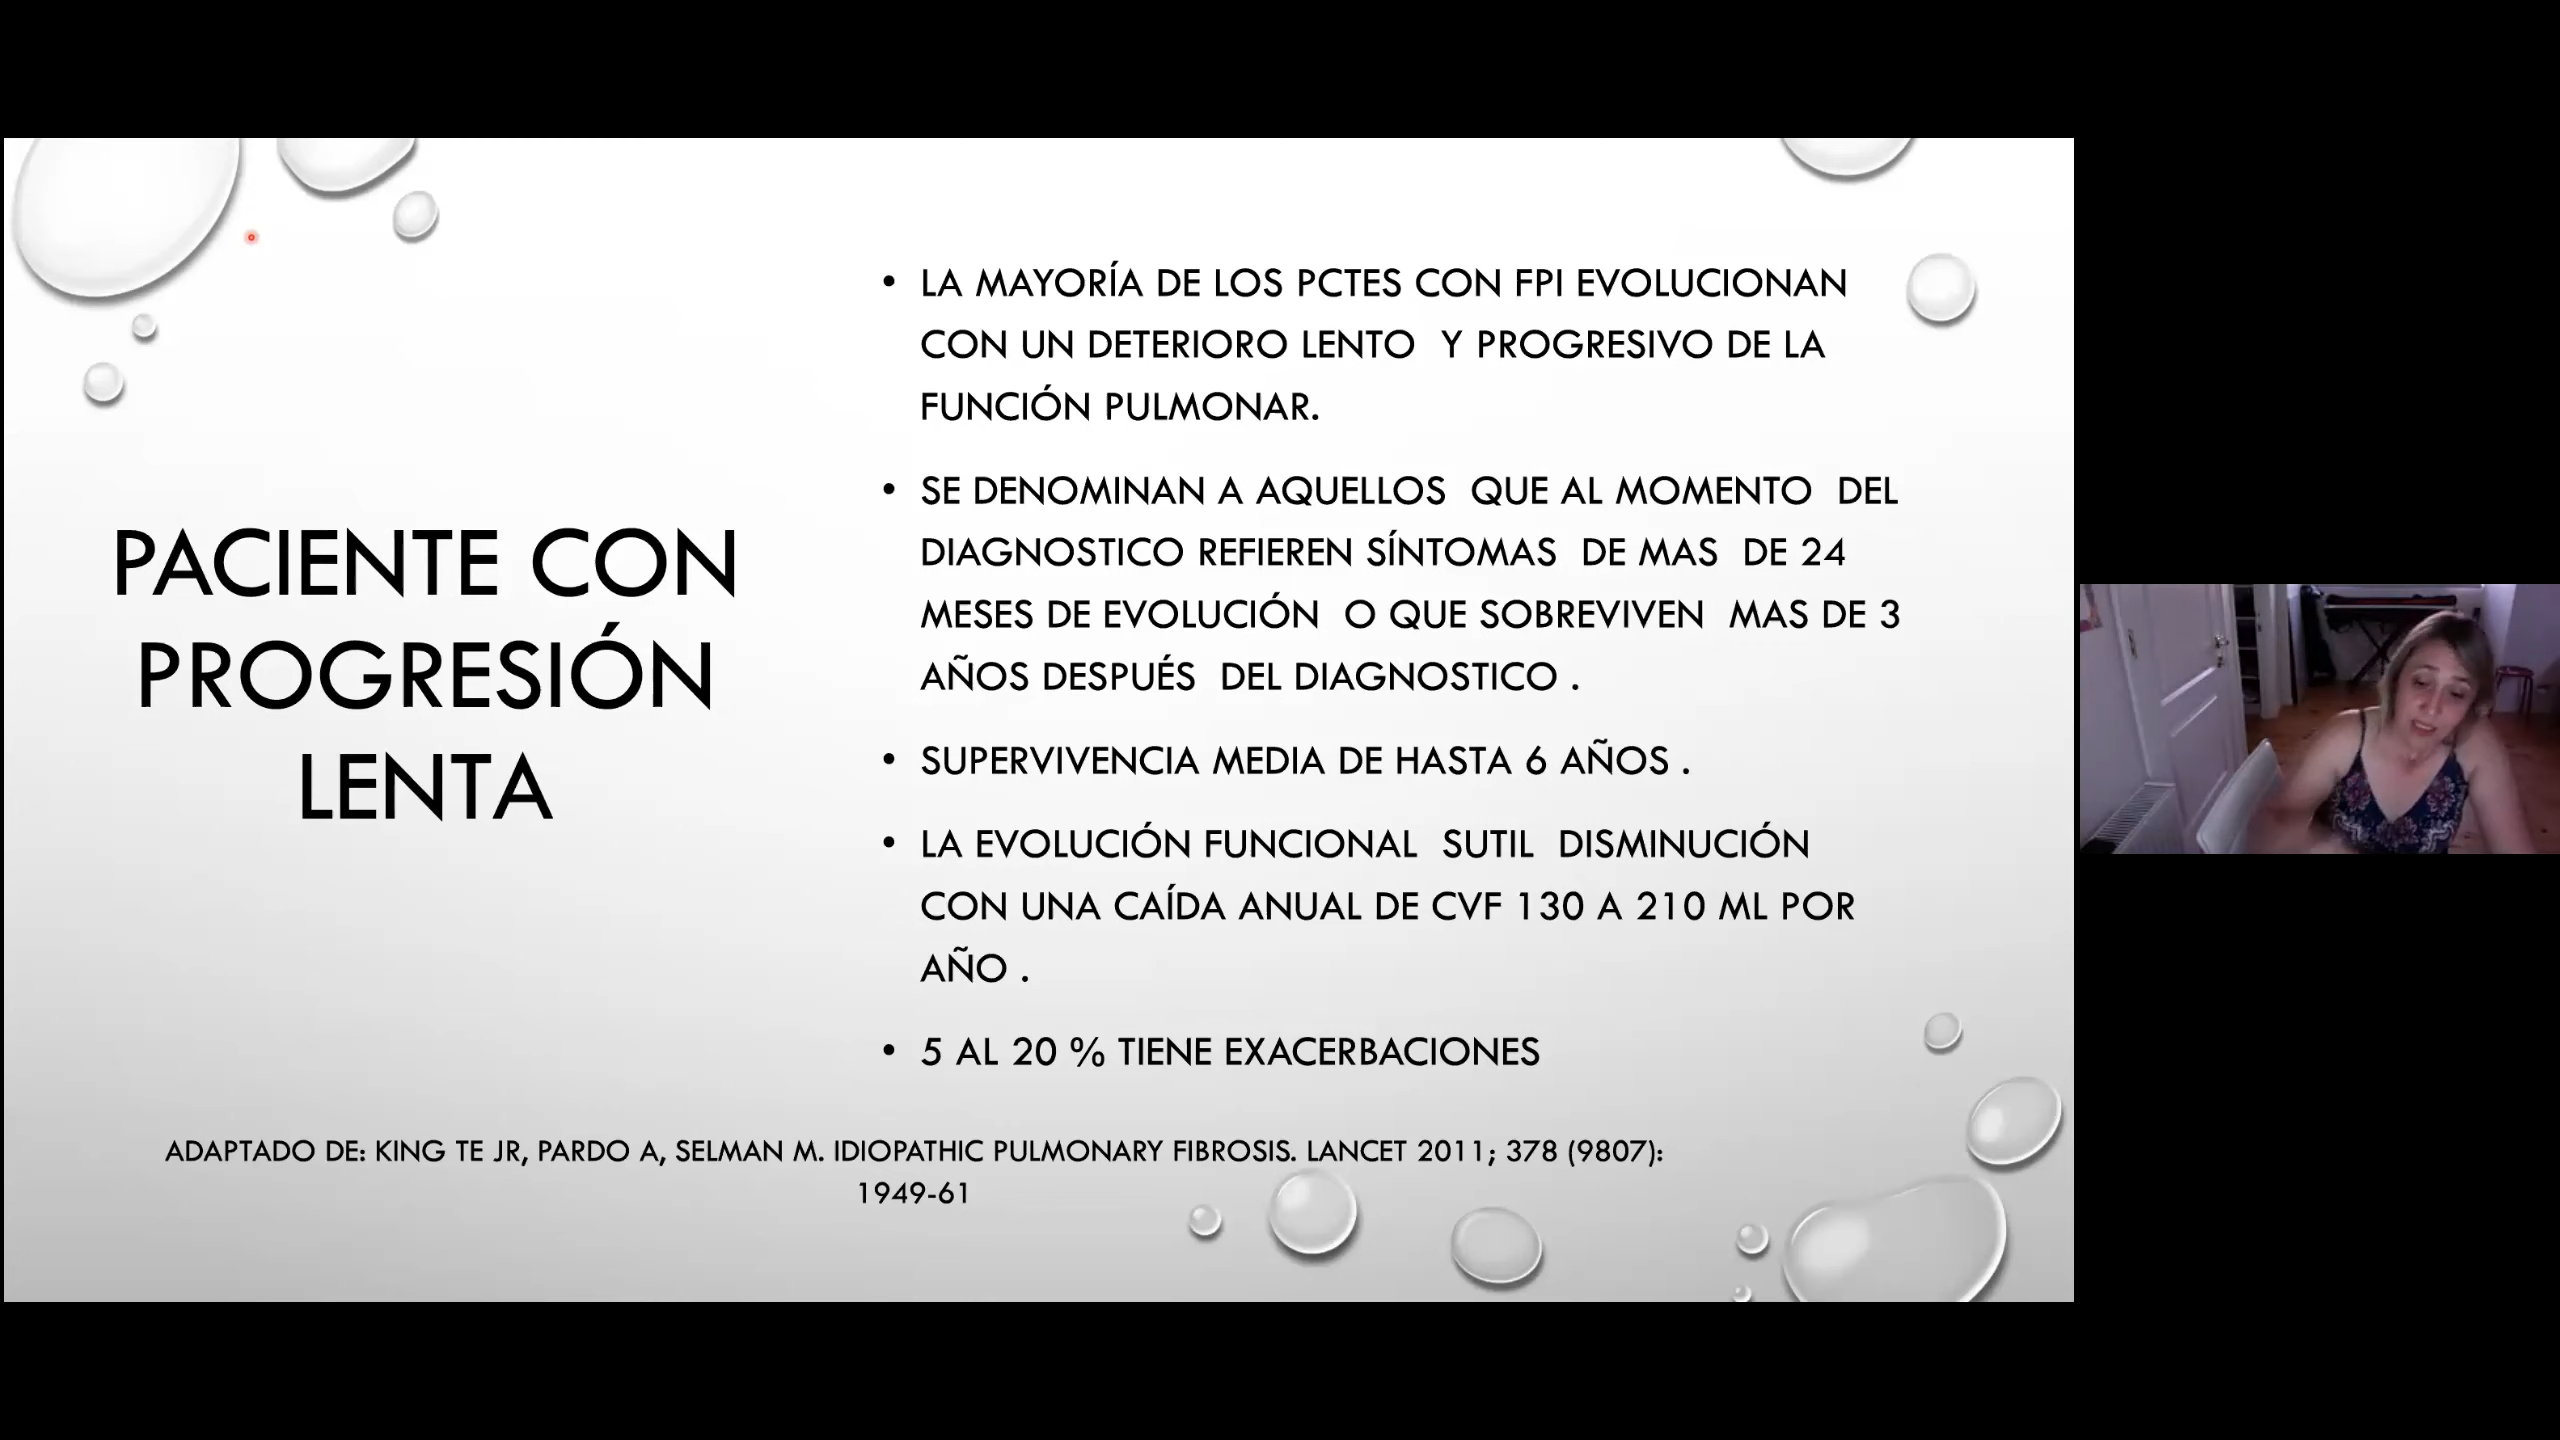 PACIENTE CON
PROGRESIÓN
LENTA
• LA MAYORÍA DE LOS PCTES CON FPI EVOLUCIONAN
CON UN DETERIORO LENTO Y PROGRESIVO DE LA
FUNCIÓN PULMONAR.
• SE DENOMINAN A AQUELLOS QUE AL MOMENTO DEL
DIAGNOSTICO REFIEREN SÍNTOMAS DE MAS DE 24
MESES DE EVOLUCIÓN O QUE SOBREVIVEN MAS DE 3
AÑOS DESPUÉS DEL DIAGNOSTICO .
• SUPERVIVENCIA MEDIA DE HASTA 6 AÑOS .
• LA EVOLUCIÓN FUNCIONAL SUTIL DISMINUCIÓN
CON UNA CAÍDA ANUAL DE CVF 130 A 210 ML POR
AÑO .
• 5 AL 20 % TIENE EXACERBACIONES
ADAPTADO DE: KING TE JR, PARDO A, SELMAN M. IDIOPATHIC PULMONARY FIBROSIS. LANCET 2011; 378 (9807):
1949-61